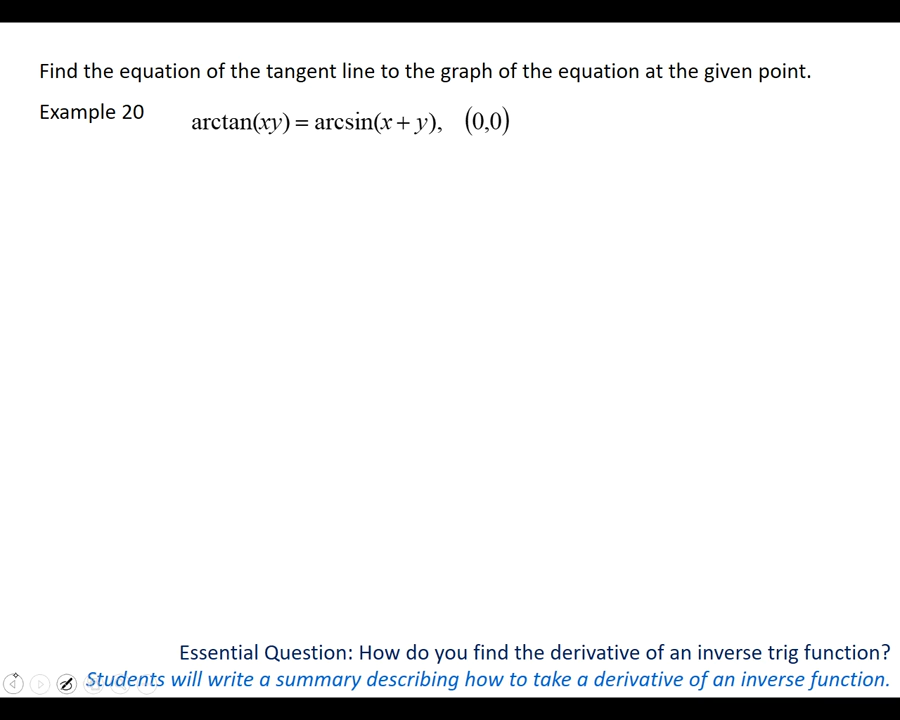 Find the equation of the tangent line to the graph of the equation at the given point.
Example 20 arctan(xy) = arcsin(x + y), (0,0)
Essential Question: How do you find the derivative of an inverse trig function?
Students will write a summary describing how to take a derivative of an inverse function.